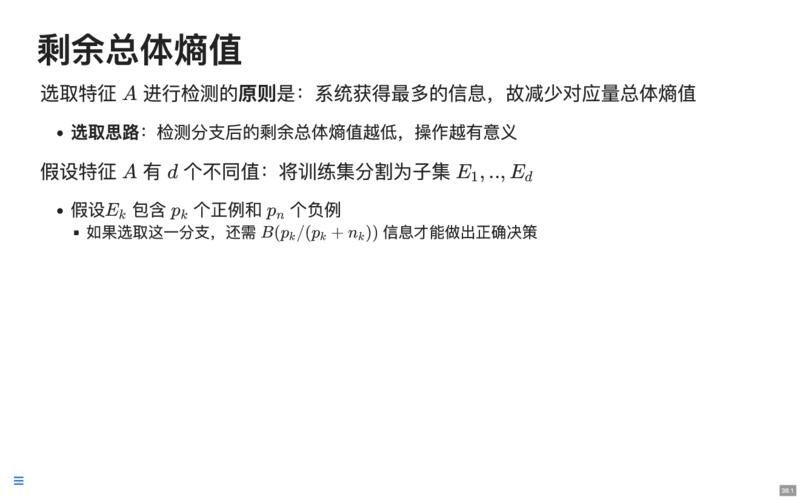 剩余总体熵值
选取特征 A 进行检测的原则是：系统获得最多的信息，故减少对应量总体熵值
• 选取思路：检测分支后的剩余总体熵值越低，操作越有意义
假设特征 A 有 d 个不同值：将训练集分割为子集 E₁,..,E_d
• 假设E_k 包含 p_k 个正例和 p_n 个负例
▪ 如果选取这一分支，还需 B(p_k/(p_k + n_k)) 信息才能做出正确决策
38.1